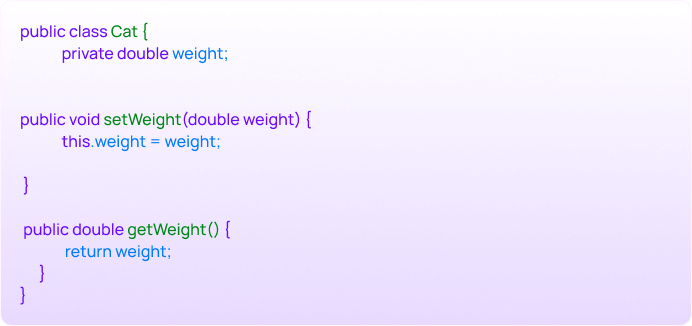 public class Cat {
private double weight;
public void setWeight(double weight) {
this.weight = weight;
}
public double getWeight() {
return weight;
}
}